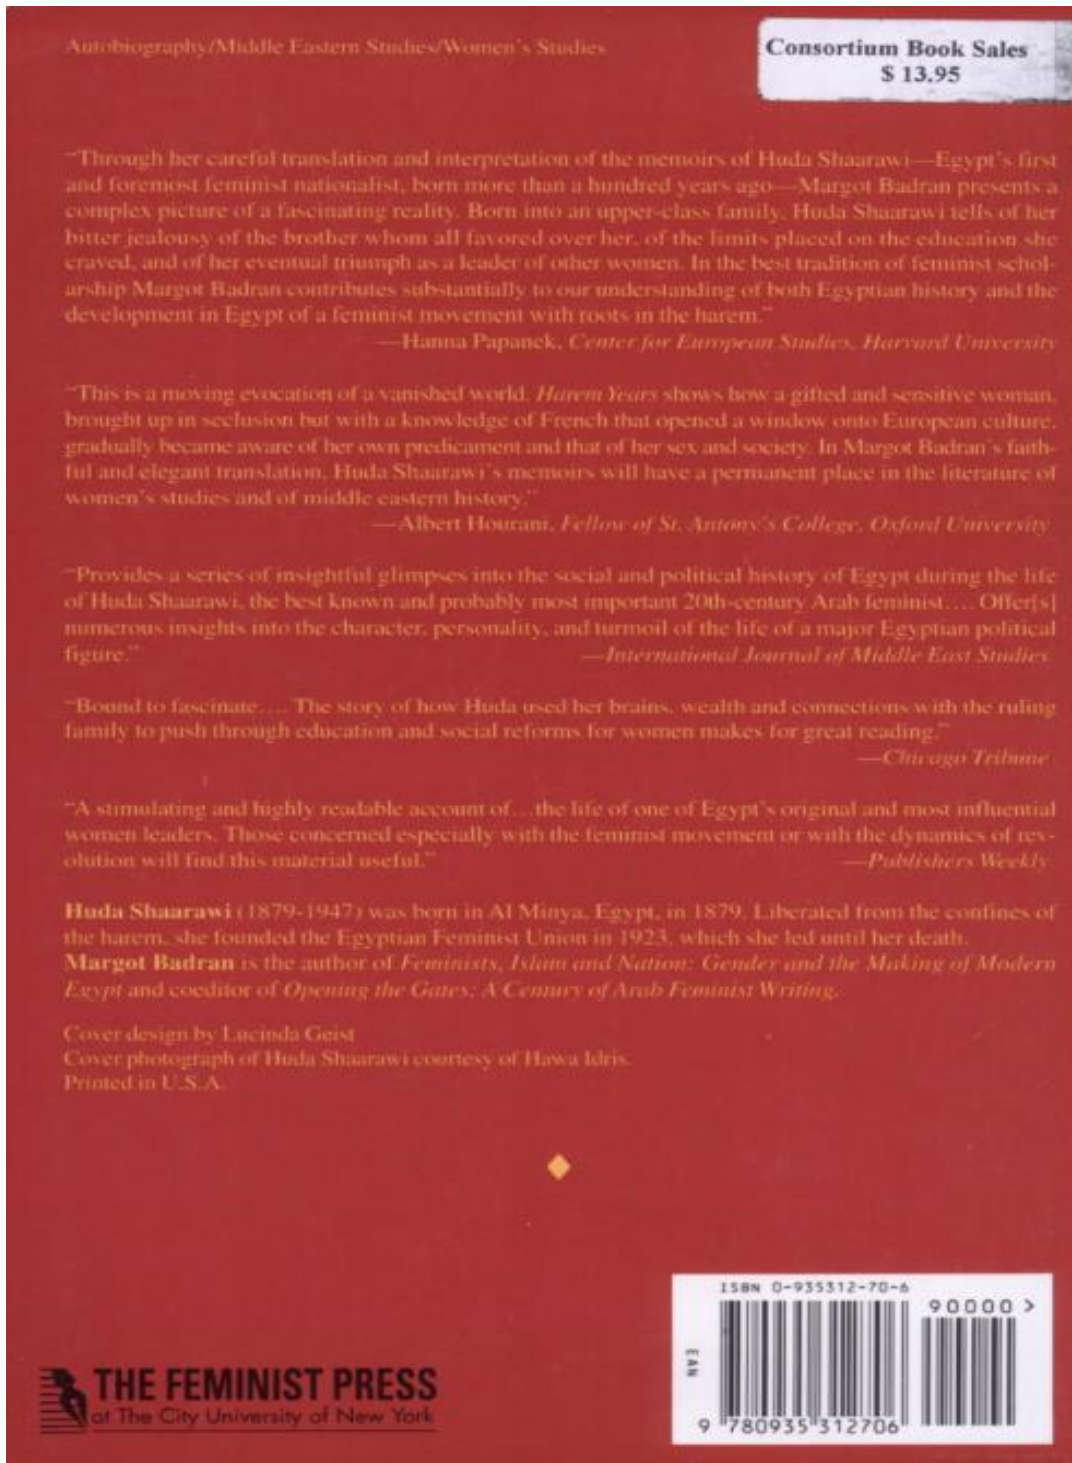 Autobiography/Middle Eastern Studies/Women's Studies
Consortium Book Sales
$ 13.95
"Through her careful translation and interpretation of the memoirs of Huda Shaarawi—Egypt's first
and foremost feminist nationalist, born more than a hundred years ago—Margot Badran presents a
complex picture of a fascinating reality. Born into an upper-class family, Huda Shaarawi tells of her
bitter jealousy of the brother whom all favored over her, of the limits placed on the education she
craved, and of her eventual triumph as a leader of other women. In the best tradition of feminist schol-
arship Margot Badran contributes substantially to our understanding of both Egyptian history and the
development in Egypt of a feminist movement with roots in the harem."
—Hanna Papanek, Center for European Studies, Harvard University
"This is a moving evocation of a vanished world. Harem Years shows how a gifted and sensitive woman,
brought up in seclusion but with a knowledge of French that opened a window onto European culture,
gradually became aware of her own predicament and that of her sex and society. In Margot Badran's faith-
ful and elegant translation, Huda Shaarawi's memoirs will have a permanent place in the literature of
women's studies and of middle eastern history."
—Albert Hourani, Fellow of St. Antony's College, Oxford University
"Provides a series of insightful glimpses into the social and political history of Egypt during the life
of Huda Shaarawi, the best known and probably most important 20th-century Arab feminist.... Offer[s]
numerous insights into the character, personality, and turmoil of the life of a major Egyptian political
figure." —International Journal of Middle East Studies
"Bound to fascinate.... The story of how Huda used her brains, wealth and connections with the ruling
family to push through education and social reforms for women makes for great reading."
—Chicago Tribune
"A stimulating and highly readable account of...the life of one of Egypt's original and most influential
women leaders. Those concerned especially with the feminist movement or with the dynamics of rev-
olution will find this material useful." —Publishers Weekly
Huda Shaarawi (1879-1947) was born in Al Minya, Egypt, in 1879. Liberated from the confines of
the harem, she founded the Egyptian Feminist Union in 1923, which she led until her death.
Margot Badran is the author of Feminists, Islam and Nation: Gender and the Making of Modern
Egypt and coeditor of Opening the Gates: A Century of Arab Feminist Writing.
Cover design by Lucinda Geist
Cover photograph of Huda Shaarawi courtesy of Hawa Idris.
Printed in U.S.A.
ISBN 0-935312-70-6
90000>
EAN
9 780935 312706
THE FEMINIST PRESS
at The City University of New York